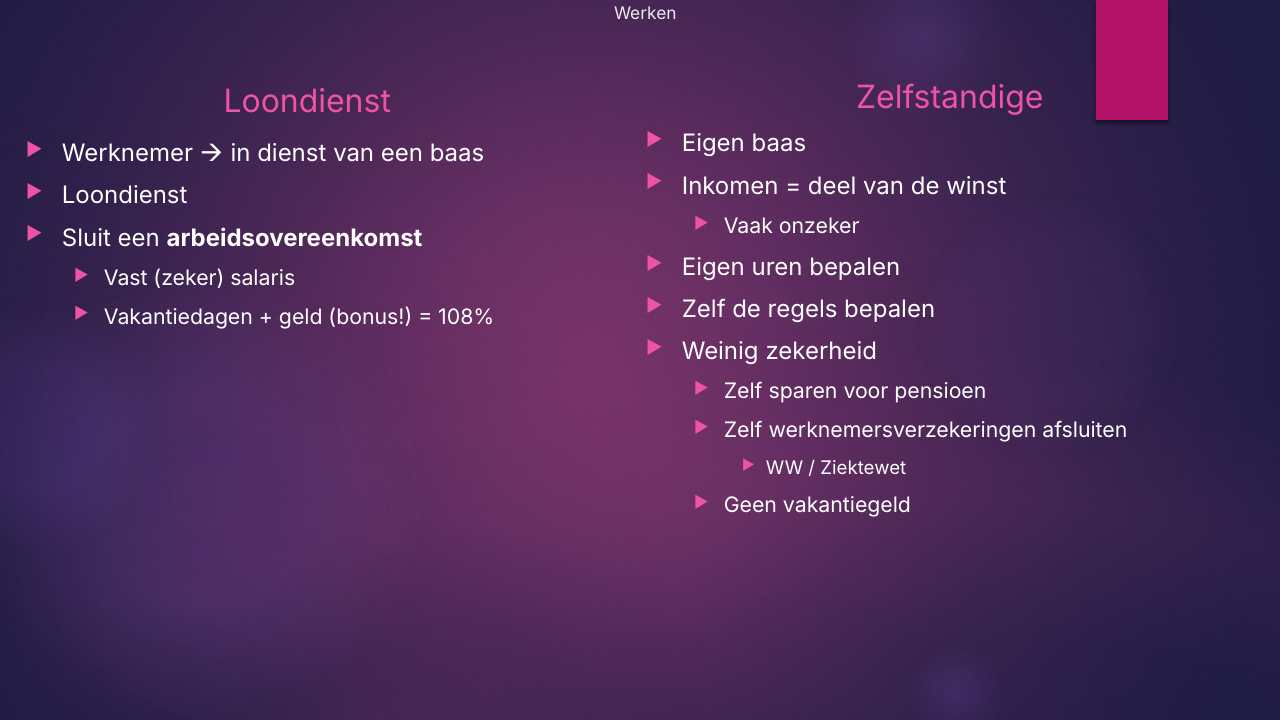 Werken
Loondienst
Werknemer → in dienst van een baas
Loondienst
Sluit een arbeidsovereenkomst
Vast (zeker) salaris
Vakantiedagen + geld (bonus!) = 108%
Zelfstandige
Eigen baas
Inkomen = deel van de winst
Vaak onzeker
Eigen uren bepalen
Zelf de regels bepalen
Weinig zekerheid
Zelf sparen voor pensioen
Zelf werknemersverzekeringen afsluiten
WW / Ziektewet
Geen vakantiegeld